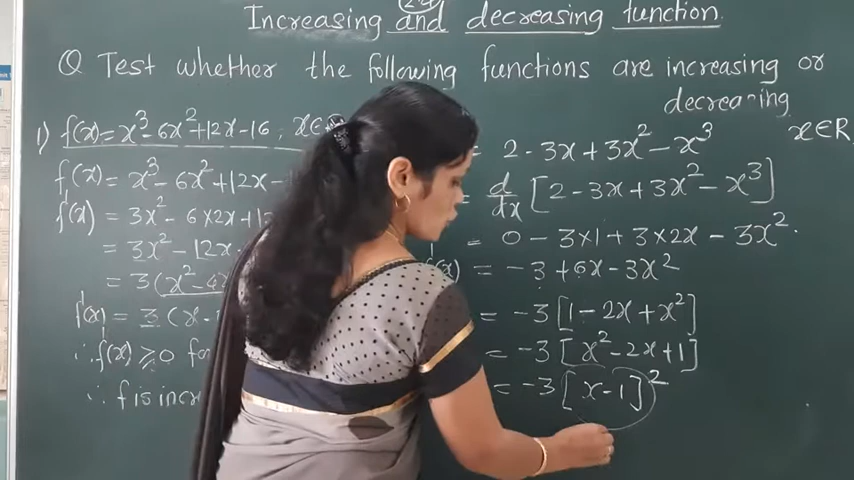 Increasing and decreasing function
Q Test whether the following functions are increasing or
decreasing
1) f(x)=x³-6x²+12x-16, x∈
f(x) = x³-6x²+12x-
f'(x) = 3x²-6×2x+1
= 3x²-12x
= 3(x²-4
f'(x) = 3(x-
∴ f'(x) ≥0 fo
∴ f is incr
= 2-3x+3x²-x³
x∈R
= d/dx [2-3x+3x²-x³]
= 0-3×1+3×2x-3x².
(x) = -3+6x-3x²
= -3[1-2x+x²]
= -3[x²-2x+1]
= -3[x-1]²